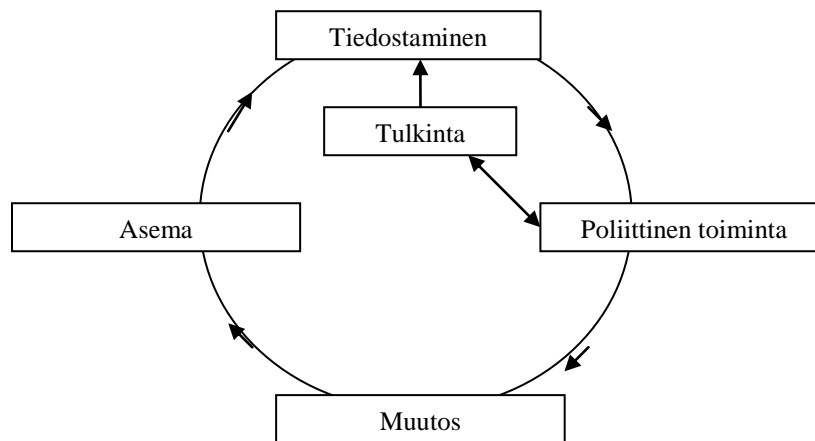 Tiedostaminen
Tulkinta
Asema
Poliittinen toiminta
Muutos